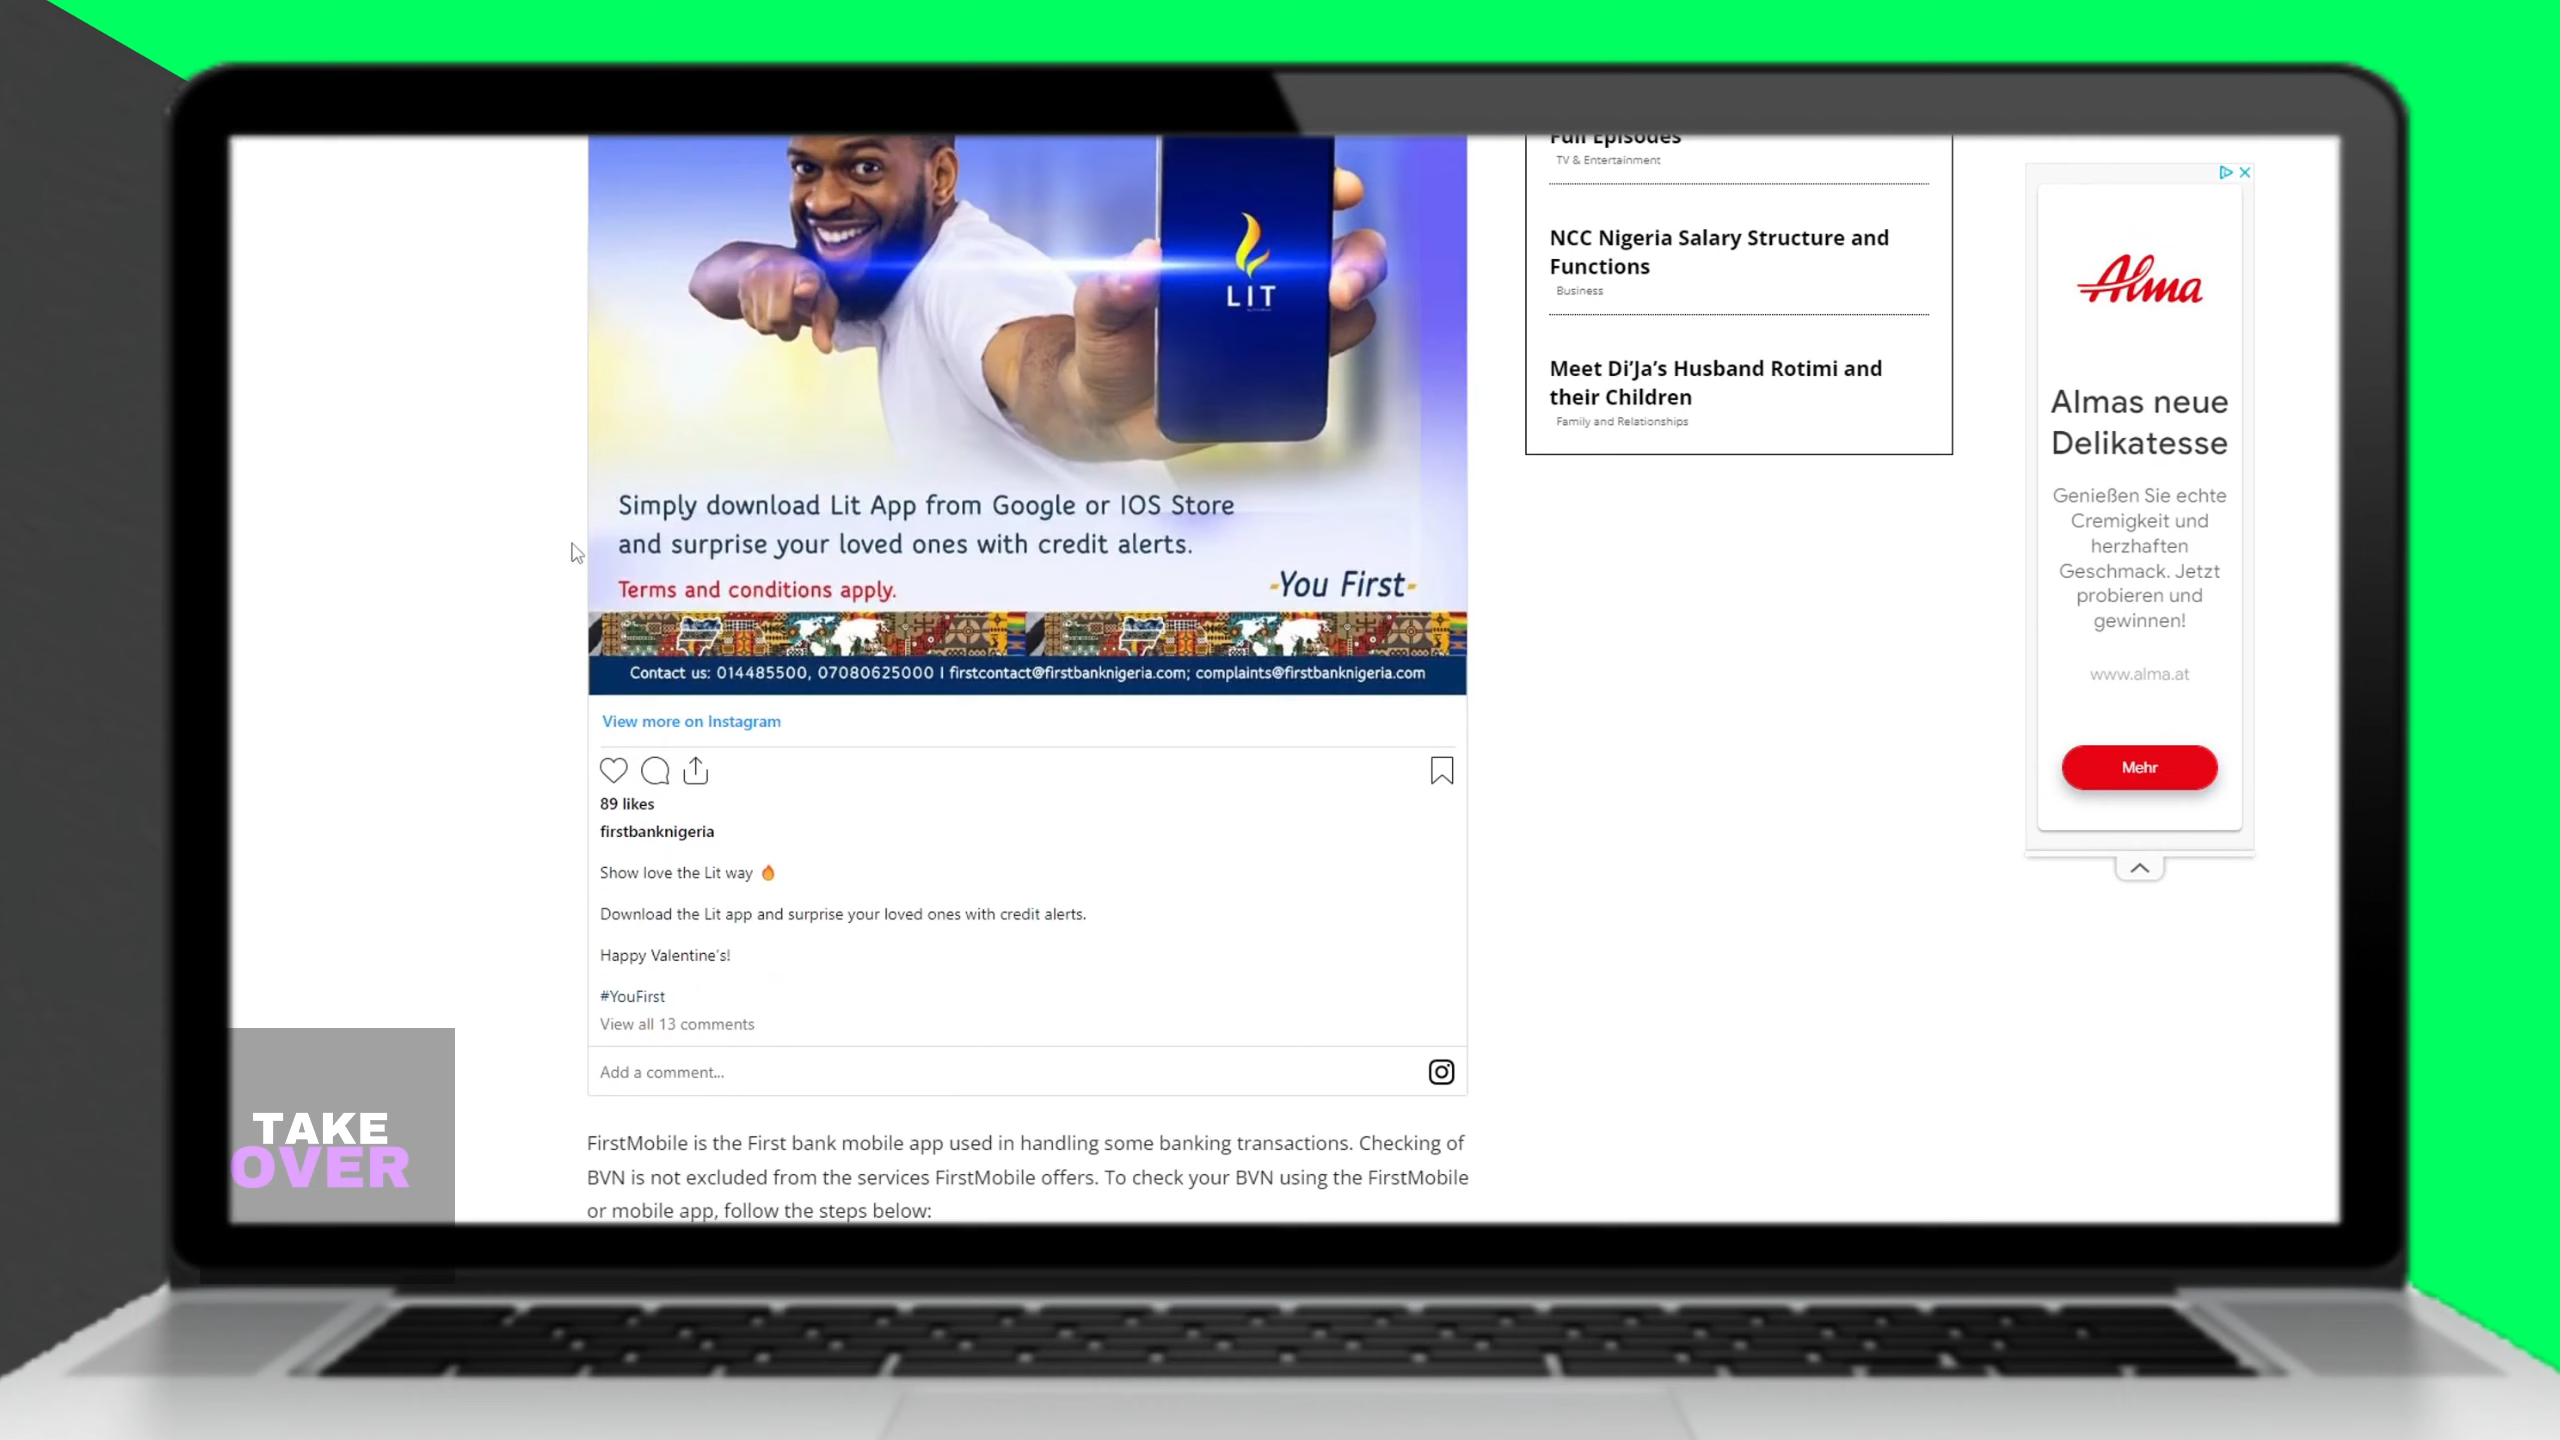 LIT
Simply download Lit App from Google or IOS Store
and surprise your loved ones with credit alerts.
Terms and conditions apply.
-You First-
Contact us: 014485500, 07080625000 I firstcontact@firstbanknigeria.com; complaints@firstbanknigeria.com
View more on Instagram
89 likes
firstbanknigeria
Show love the Lit way 🔥
Download the Lit app and surprise your loved ones with credit alerts.
Happy Valentine's!
#YouFirst
View all 13 comments
Add a comment...
FirstMobile is the First bank mobile app used in handling some banking transactions. Checking of
BVN is not excluded from the services FirstMobile offers. To check your BVN using the FirstMobile
or mobile app, follow the steps below:
Full Episodes
TV & Entertainment
NCC Nigeria Salary Structure and
Functions
Business
Meet Di’Ja’s Husband Rotimi and
their Children
Family and Relationships
Alma
Almas neue
Delikatesse
Genießen Sie echte
Cremigkeit und
herzhaften
Geschmack. Jetzt
probieren und
gewinnen!
www.alma.at
Mehr
TAKE
OVER